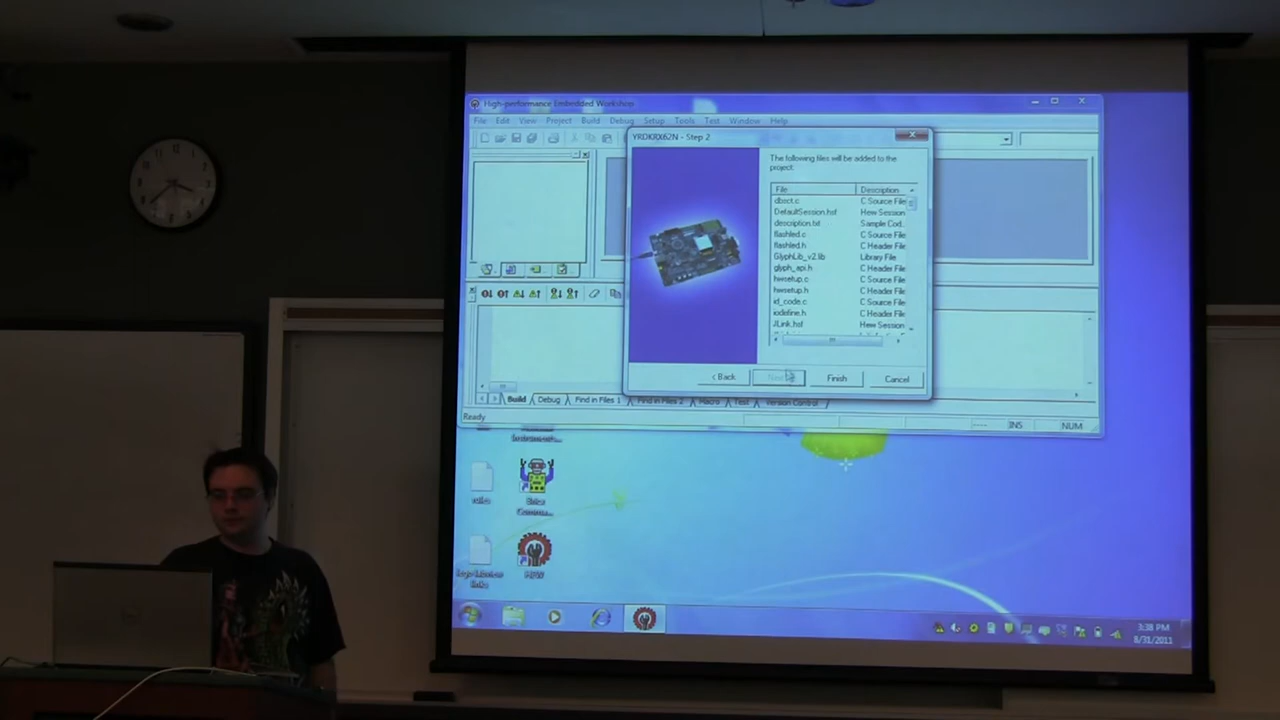 High-performance Embedded Workshop
File Edit View Project Build Debug Setup Tools Test Window Help
YRDKRX62N - Step 2
The following files will be added to the
project:
File Description
dbsct.c C Source File
DefaultSession.hsf Hew Session
description.txt Sample Cod..
flashled.c C Source File
flashled.h C Header File
GlyphLib_v2.lib Library File
glyph_api.h C Header File
hwsetup.c C Source File
hwsetup.h C Header File
id_code.c C Source File
iodefine.h C Header File
JLink.hsf Hew Session
< Back Finish Cancel
Build Debug Find in Files 1 Find in Files 2 Macro Test Version Control
Ready INS NUM
HEW
3:38 PM
8/31/2011